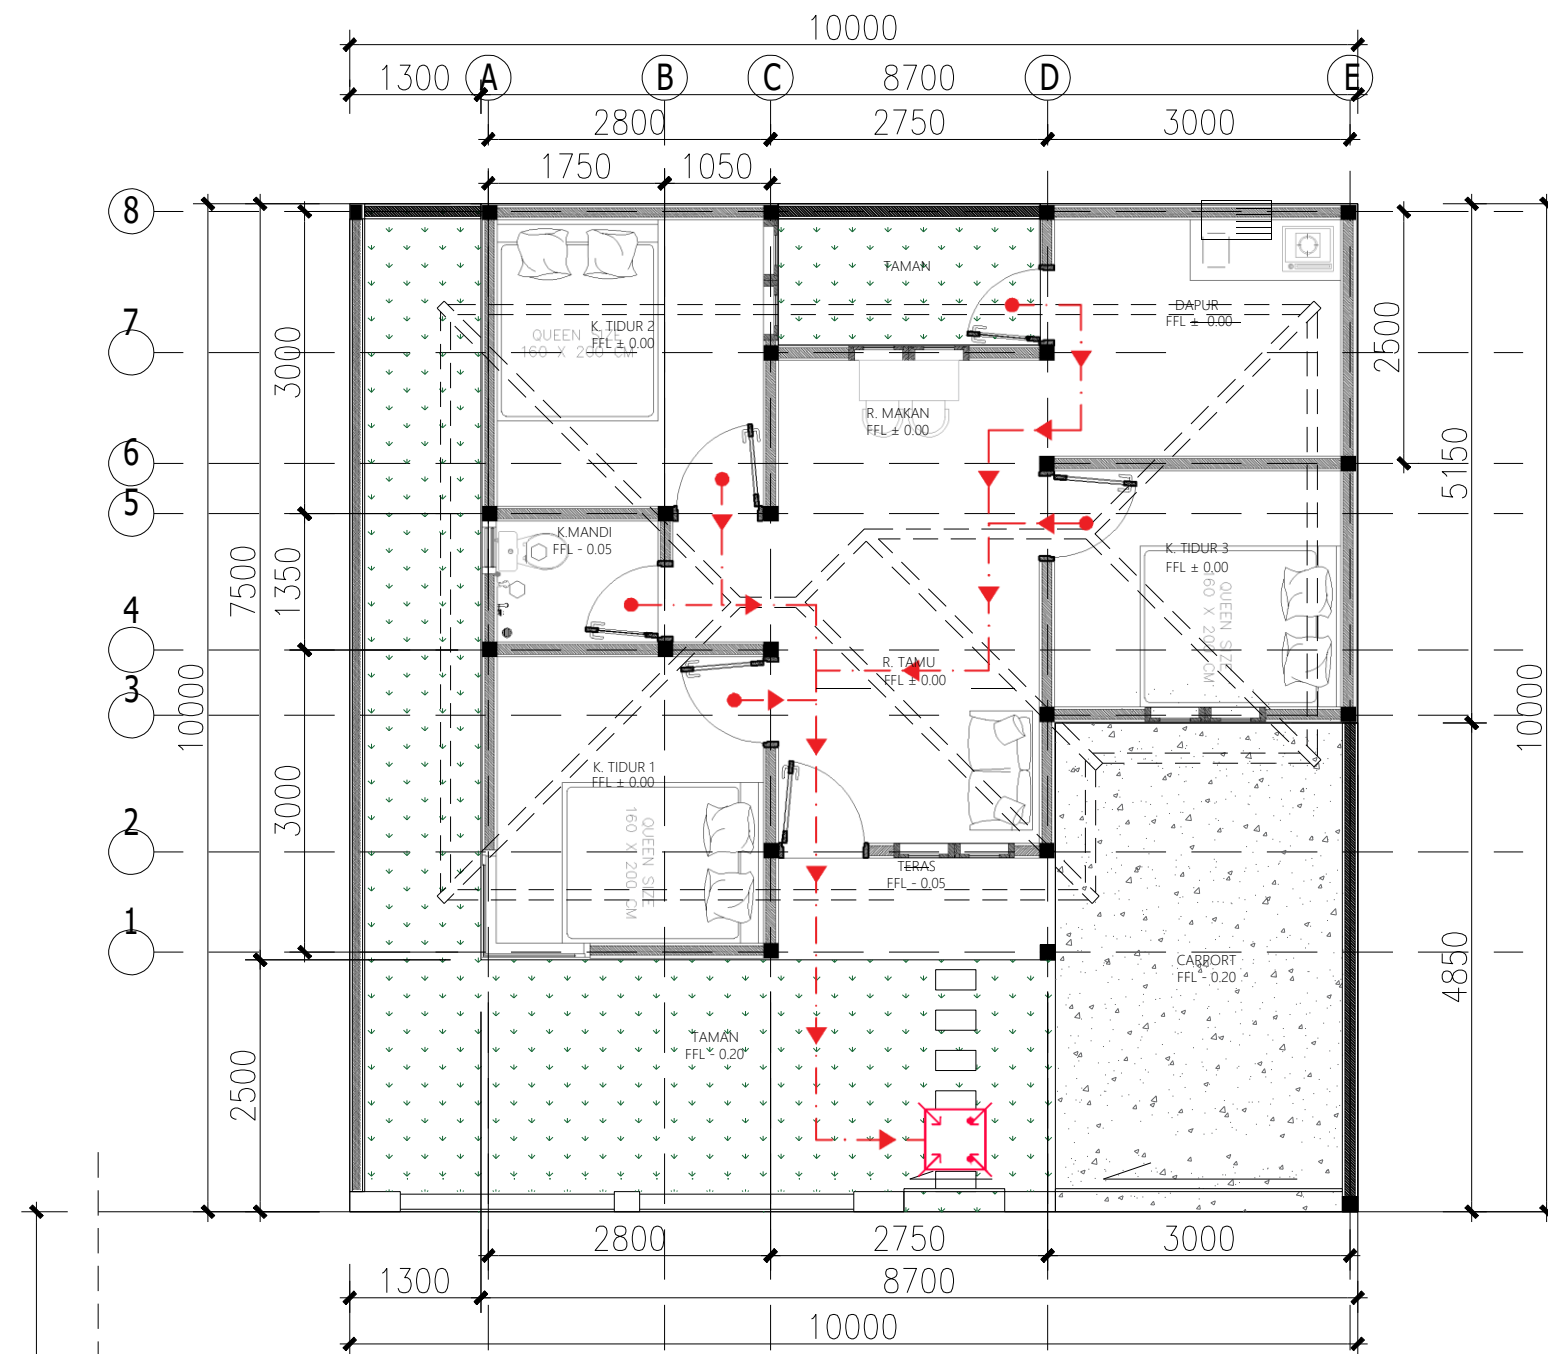 10000
1300
8700
A
B
C
D
E
2800
2750
3000
1750
1050
8
7
6
5
4
3
2
1
3000
1350
3000
7500
2500
10000
2500
5150
4850
10000
TAMAN
DAPUR
FFL ± 0.00
K. TIDUR 2
FFL ± 0.00
QUEEN SIZE
160 X 200 CM
R. MAKAN
FFL ± 0.00
K.MANDI
FFL - 0.05
K. TIDUR 3
FFL ± 0.00
QUEEN SIZE
160 X 200 CM
R. TAMU
FFL ± 0.00
K. TIDUR 1
FFL ± 0.00
QUEEN SIZE
160 X 200 CM
TERAS
FFL - 0.05
CARPORT
FFL - 0.20
TAMAN
FFL - 0.20
2800
2750
3000
1300
8700
10000